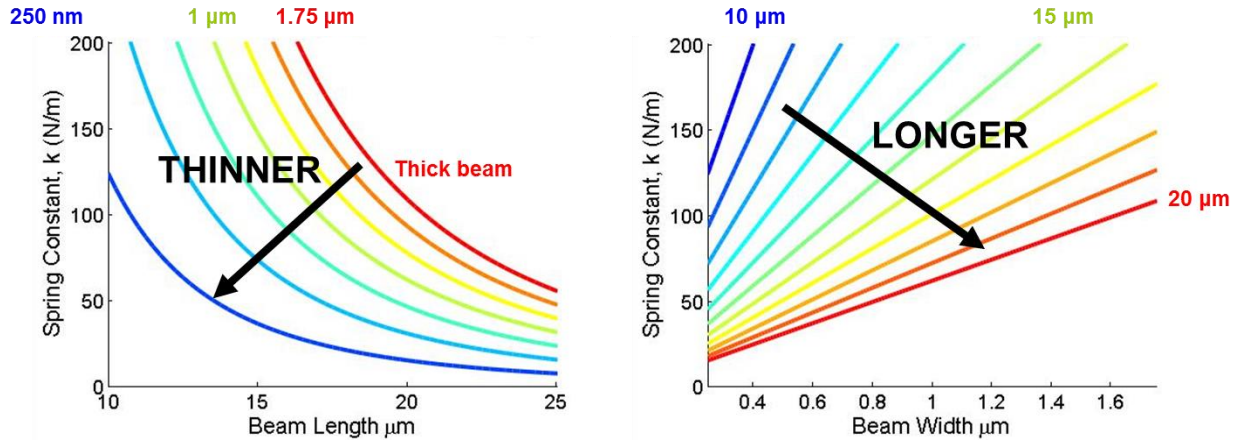 250 nm 1 µm 1.75 µm
200
150
100
50
0
10 15 20 25
Spring Constant, k (N/m)
Beam Length µm
THINNER
Thick beam
10 µm 15 µm
200
150
100
50
0
0.4 0.6 0.8 1 1.2 1.4 1.6
Spring Constant, k (N/m)
Beam Width µm
LONGER
20 µm